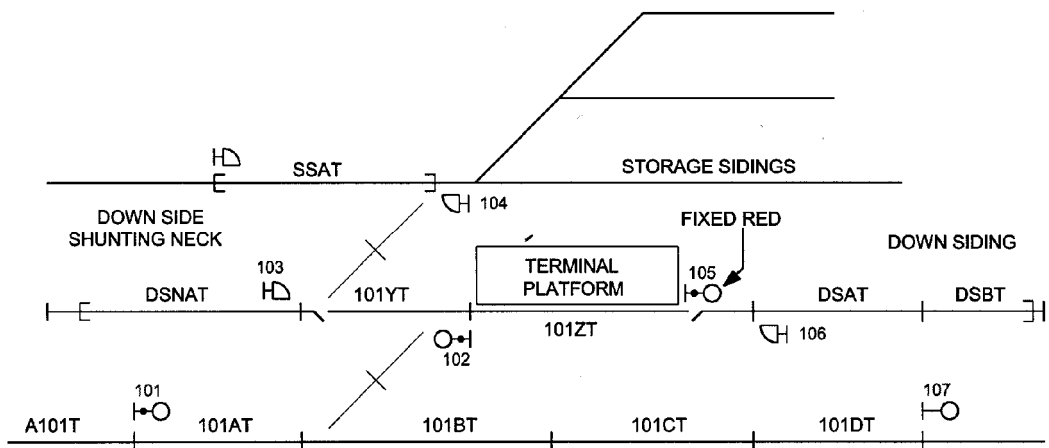 SSAT
STORAGE SIDINGS
104
DOWN SIDE
SHUNTING NECK
FIXED RED
DOWN SIDING
103
TERMINAL
PLATFORM
105
DSNAT
101YT
DSAT
DSBT
101ZT
102
106
101
107
A101T
101AT
101BT
101CT
101DT